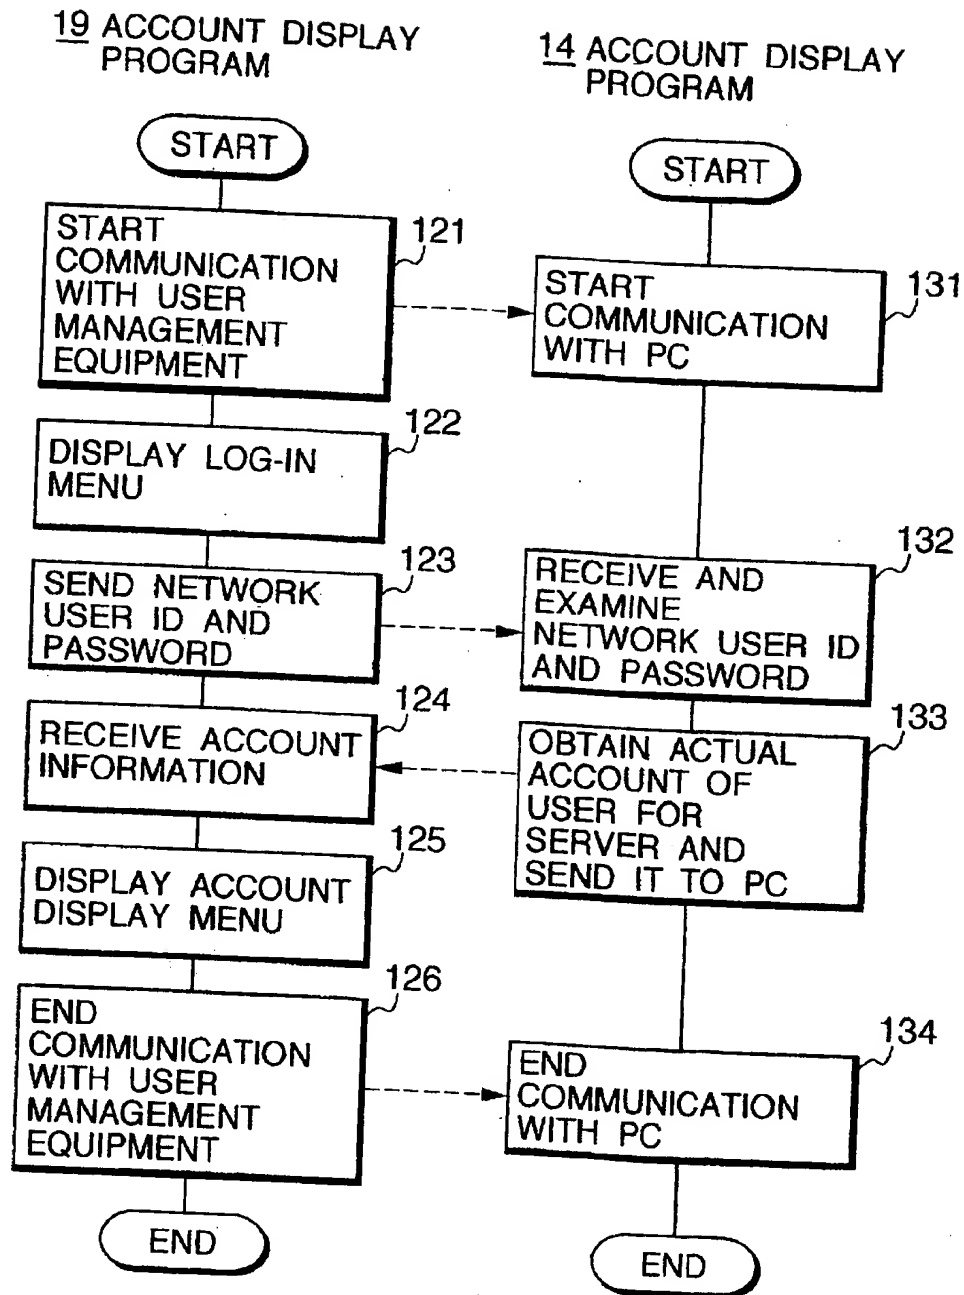 19 ACCOUNT DISPLAY
PROGRAM
START
START
COMMUNICATION
WITH USER
MANAGEMENT
EQUIPMENT
121
DISPLAY LOG-IN
MENU
122
SEND NETWORK
USER ID AND
PASSWORD
123
RECEIVE ACCOUNT
INFORMATION
124
DISPLAY ACCOUNT
DISPLAY MENU
125
END
COMMUNICATION
WITH USER
MANAGEMENT
EQUIPMENT
126
END
14 ACCOUNT DISPLAY
PROGRAM
START
START
COMMUNICATION
WITH PC
131
RECEIVE AND
EXAMINE
NETWORK USER ID
AND PASSWORD
132
OBTAIN ACTUAL
ACCOUNT OF
USER FOR
SERVER AND
SEND IT TO PC
133
END
COMMUNICATION
WITH PC
134
END